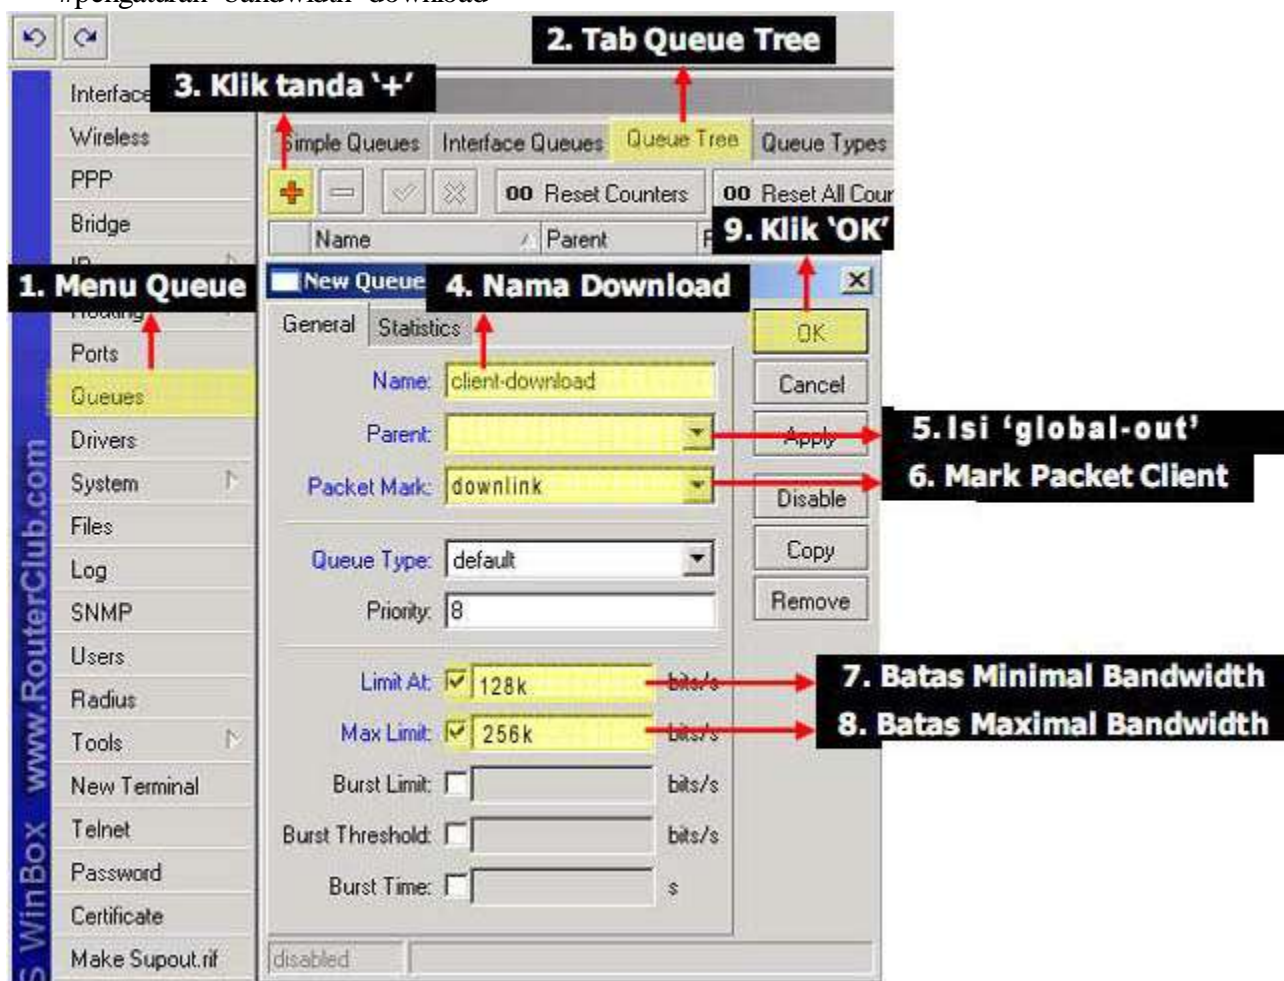 #pengaturan bandwidth download
2. Tab Queue Tree
3. Klik tanda ‘+’
Interface
Wireless
PPP
Bridge
1. Menu Queue
Routing
Ports
Queues
Drivers
System
Files
Log
SNMP
Users
Radius
Tools
New Terminal
Telnet
Password
Certificate
Make Supout.rif
S WinBox www.RouterClub.com
Simple Queues Interface Queues Queue Tree Queue Types
00 Reset Counters 00 Reset All Cour
Name Parent
9. Klik ‘OK’
New Queue
4. Nama Download
General Statistics
Name: client-download
Parent:
Packet Mark: downlink
Queue Type: default
Priority: 8
Limit At: 128k bits/s
Max Limit: 256k bits/s
Burst Limit: bits/s
Burst Threshold: bits/s
Burst Time: s
disabled
OK
Cancel
Apply
Disable
Copy
Remove
5. Isi ‘global-out’
6. Mark Packet Client
7. Batas Minimal Bandwidth
8. Batas Maximal Bandwidth